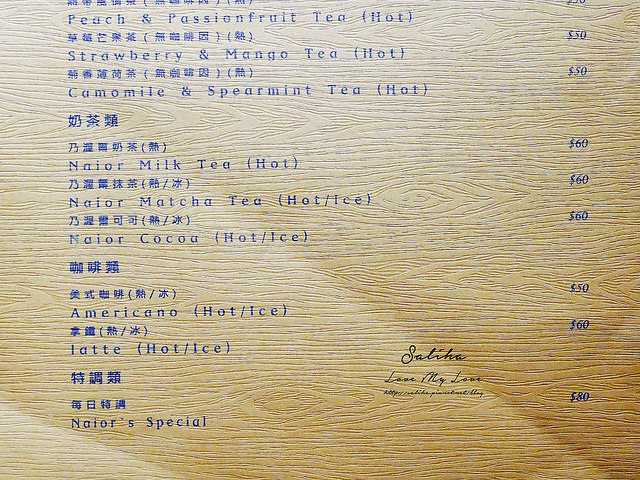 Peach & Passionfruit Tea (Hot)
草莓芒果茶(無咖啡因)(熱) $50
Strawberry & Mango Tea (Hot)
菊香薄荷茶(無咖啡因)(熱) $50
Camomile & Spearmint Tea (Hot)
奶茶類
乃渥爾奶茶(熱) $60
Naior Milk Tea (Hot)
乃渥爾抹茶(熱/冰) $60
Naior Matcha Tea (Hot/Ice)
乃渥爾可可(熱/冰) $60
Naior Cocoa (Hot/Ice)
咖啡類
美式咖啡(熱/冰) $50
Americano (Hot/Ice)
拿鐵(熱/冰) $60
latte (Hot/Ice)
Saliha
特調類
Love My Love
每日特調 $80
Naior`s Special